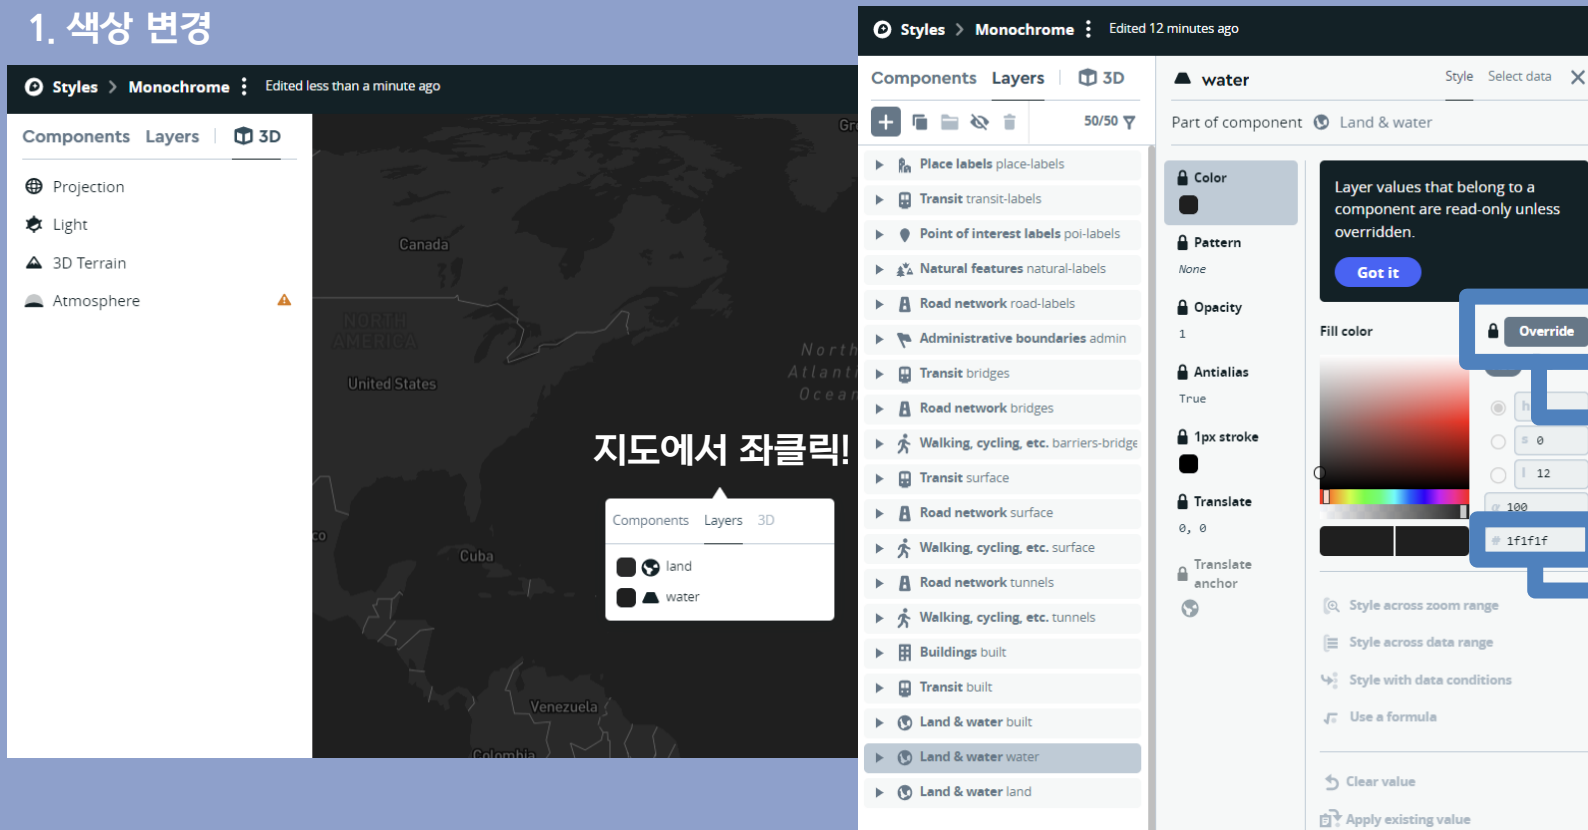 1. 색상 변경
Styles > Monochrome
Edited less than a minute ago
Components Layers 3D
Projection
Light
3D Terrain
Atmosphere
Canada
NORTH
AMERICA
United States
North
Atlanti
Ocean
Cuba
Venezuela
Colombia
지도에서 좌클릭!
Components Layers 3D
land
water
Styles > Monochrome
Edited 12 minutes ago
Components Layers 3D
50/50
Place labels place-labels
Transit transit-labels
Point of interest labels poi-labels
Natural features natural-labels
Road network road-labels
Administrative boundaries admin
Transit bridges
Road network bridges
Walking, cycling, etc. barriers-bridge
Transit surface
Road network surface
Walking, cycling, etc. surface
Road network tunnels
Walking, cycling, etc. tunnels
Buildings built
Transit built
Land & water built
Land & water water
Land & water land
water
Style Select data
Part of component Land & water
Color
Pattern
None
Opacity
1
Antialias
True
1px stroke
Translate
0, 0
Translate
anchor
Layer values that belong to a
component are read-only unless
overridden.
Got it
Fill color
Override
h
s 0
l 12
α 100
# 1f1f1f
Style across zoom range
Style across data range
Style with data conditions
Use a formula
Clear value
Apply existing value